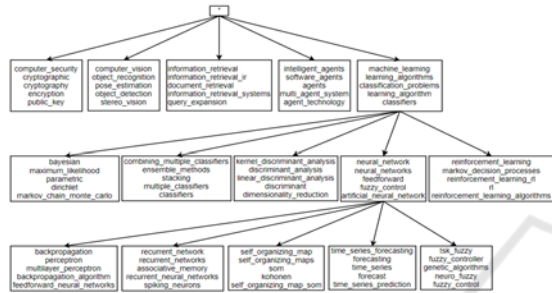 *
computer_security
cryptographic
cryptography
encryption
public_key
computer_vision
object_recognition
pose_estimation
object_detection
stereo_vision
information_retrieval
information_retrieval_ir
document_retrieval
information_retrieval_systems
query_expansion
intelligent_agents
software_agents
agents
multi_agent_system
agent_technology
machine_learning
learning_algorithms
classification_problems
learning_algorithm
classifiers
bayesian
maximum_likelihood
parametric
dirichlet
markov_chain_monte_carlo
combining_multiple_classifiers
ensemble_methods
stacking
multiple_classifiers
classifiers
kernel_discriminant_analysis
discriminant_analysis
linear_discriminant_analysis
discriminant
dimensionality_reduction
neural_network
neural_networks
feedforward
fuzzy_control
artificial_neural_network
reinforcement_learning
markov_decision_processes
reinforcement_learning_rl
rl
reinforcement_learning_algorithms
backpropagation
perceptron
multilayer_perceptron
backpropagation_algorithm
feedforward_neural_networks
recurrent_network
recurrent_networks
associative_memory
recurrent_neural_networks
spiking_neurons
self_organizing_map
self_organizing_maps
som
kohonen
self_organizing_map_som
time_series_forecasting
forecasting
time_series
forecast
time_series_prediction
tsk_fuzzy
fuzzy_controller
genetic_algorithms
neuro_fuzzy
fuzzy_control